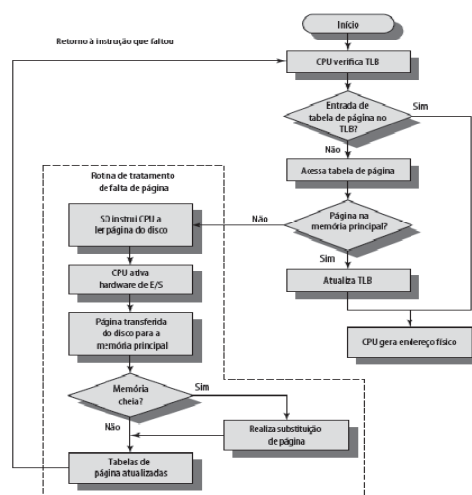 Retorno à instrução que faltou
Início
CPU verifica TLB
Entrada de
tabela de página no
TLB?
Sim
Não
Acessa tabela de página
Rotina de tratamento
de falta de página
SO instrui CPU a
ler página do disco
Não
Página na
memória principal?
Sim
CPU ativa
hardware de E/S
Atualiza TLB
Página transferida
do disco para a
memória principal
CPU gera endereço físico
Memória
cheia?
Sim
Não
Realiza substituição
de página
Tabelas de
página atualizadas